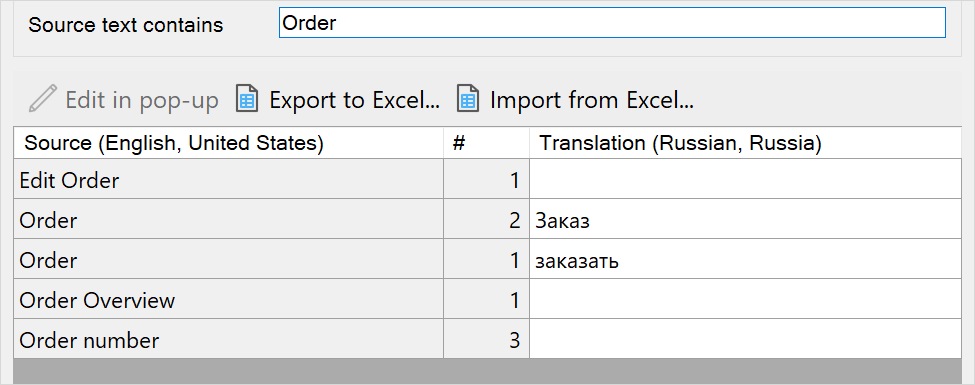 Source text contains Order
Edit in pop-up Export to Excel... Import from Excel...
Source (English, United States) # Translation (Russian, Russia)
Edit Order 1
Order 2 Заказ
Order 1 заказать
Order Overview 1
Order number 3